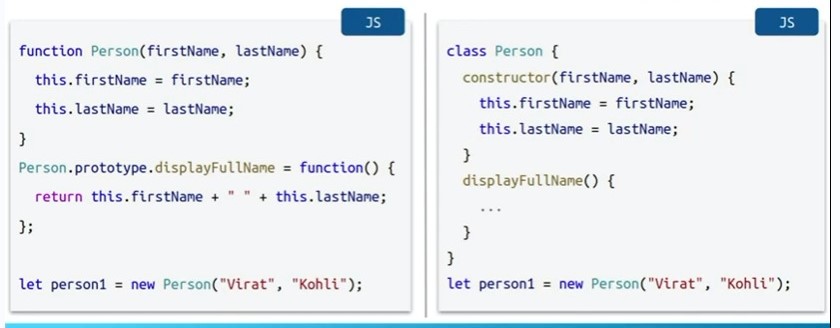 JS
function Person(firstName, lastName) {
  this.firstName = firstName;
  this.lastName = lastName;
}
Person.prototype.displayFullName = function() {
  return this.firstName + " " + this.lastName;
};
let person1 = new Person("Virat", "Kohli");
JS
class Person {
  constructor(firstName, lastName) {
    this.firstName = firstName;
    this.lastName = lastName;
  }
  displayFullName() {
    ...
  }
}
let person1 = new Person("Virat", "Kohli");